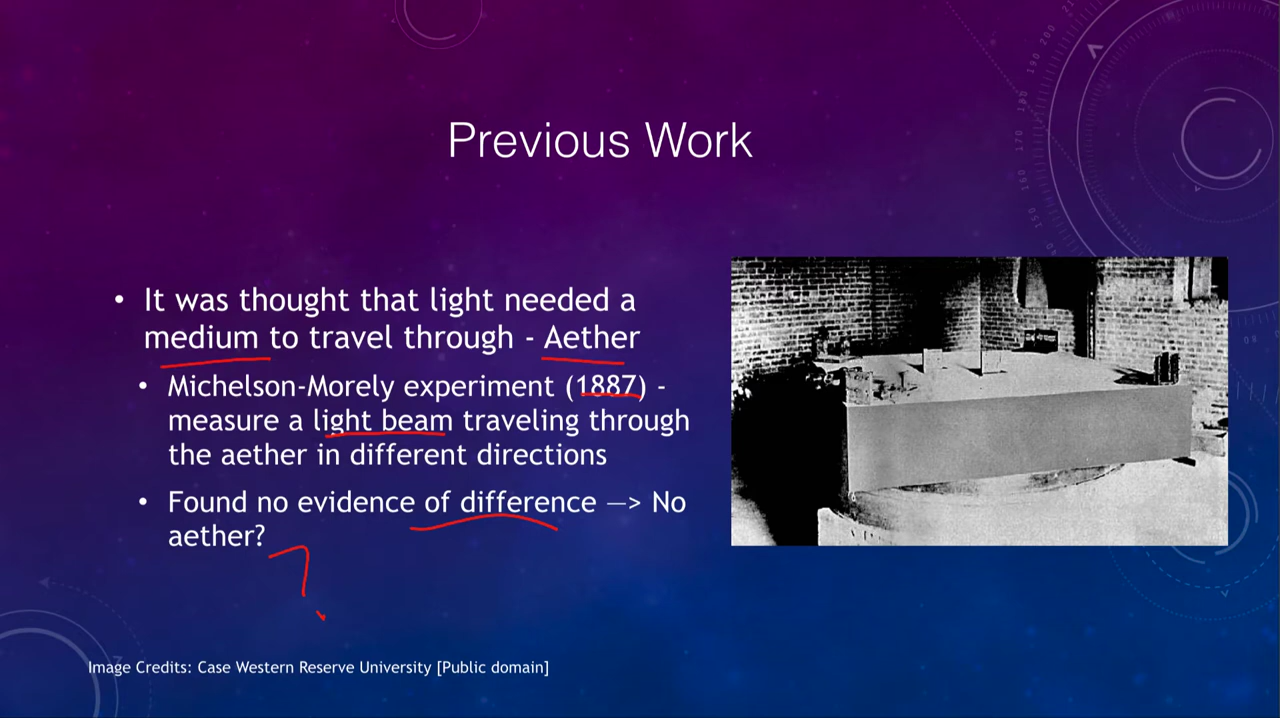 Previous Work
• It was thought that light needed a
medium to travel through - Aether
• Michelson-Morely experiment (1887) -
measure a light beam traveling through
the aether in different directions
• Found no evidence of difference —> No
aether?
?
Image Credits: Case Western Reserve University [Public domain]